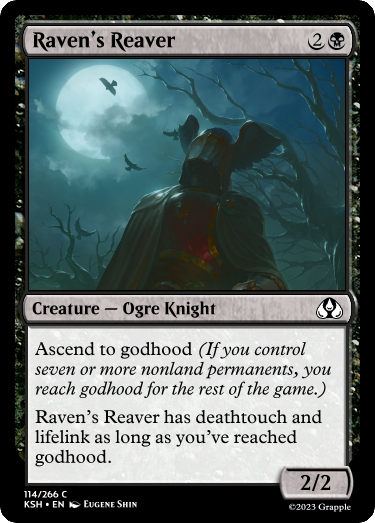 Raven's Reaver 2
Creature — Ogre Knight
Ascend to godhood (If you control
seven or more nonland permanents, you
reach godhood for the rest of the game.)
Raven's Reaver has deathtouch and
lifelink as long as you've reached
godhood.
2/2
114/266 C
KSH • EN Eugene Shin
©2023 Grapple